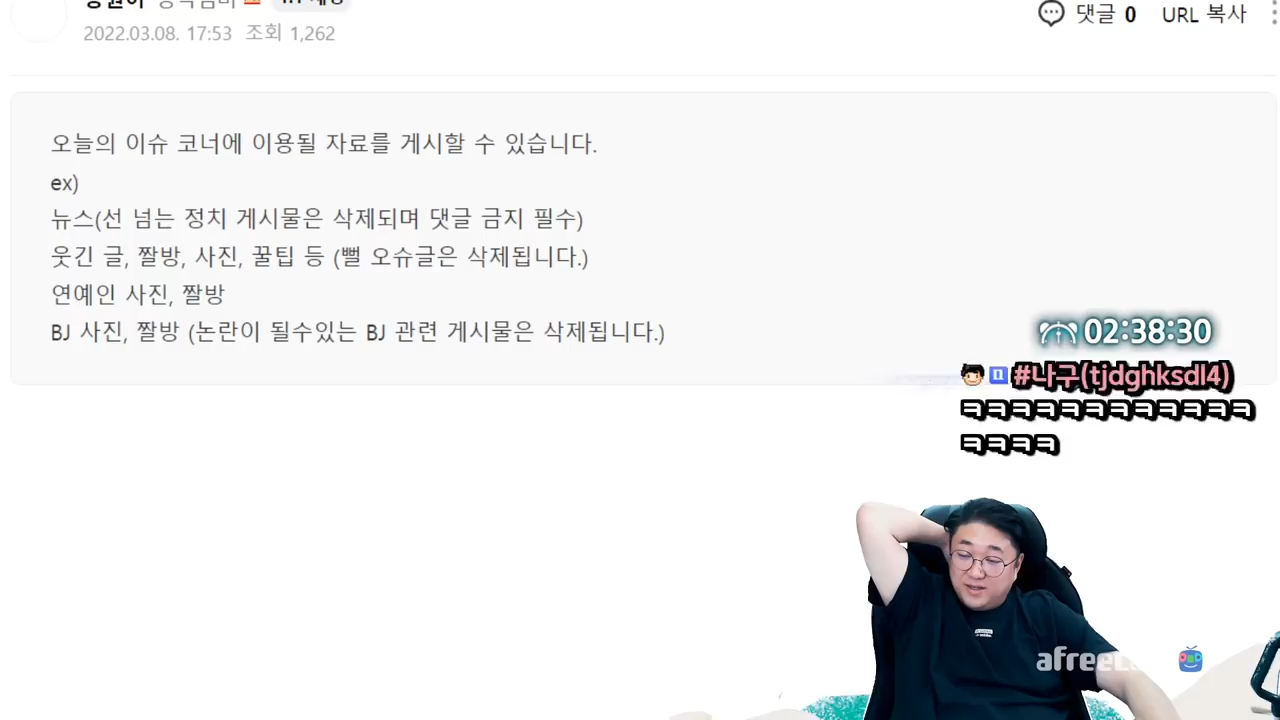 댓글 0 URL 복사
2022.03.08. 17:53 조회 1,262
오늘의 이슈 코너에 이용될 자료를 게시할 수 있습니다.
ex)
뉴스(선 넘는 정치 게시물은 삭제되며 댓글 금지 필수)
웃긴 글, 짤방, 사진, 꿀팁 등 (뻘 오슈글은 삭제됩니다.)
연예인 사진, 짤방
BJ 사진, 짤방 (논란이 될수있는 BJ 관련 게시물은 삭제됩니다.)
02:38:30
n #나구(tjdghksdl4)
ㅋㅋㅋㅋㅋㅋㅋㅋㅋㅋㅋㅋ
ㅋㅋㅋㅋ